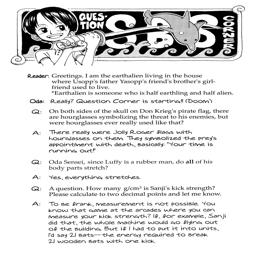 QUESTION
SBS
CORNER
Reader: Greetings. I am the earthalien living in the house
where Usopp's father Yasopp's friend's brother's girl-
friend used to live.
*Earthalien is someone who is half earthling and half alien.
Oda: Really? Question Corner is starting! (Doom!)
Q: On both sides of the skull on Don Krieg's pirate flag, there
are hourglasses symbolizing the threat to his enemies, but
were hourglasses ever really used like that?
A: There really were Jolly Roger flags with
hourglasses on them. They symbolized the prey's
appointment with death, basically: "Your time is
running out!"
Q: Oda Sensei, since Luffy is a rubber man, do all of his
body parts stretch?
A: Yes, everything stretches.
Q: A question. How many g/cm² is Sanji's kick strength?
Please calculate to two decimal points and let me know.
A: To be frank, measurement is not possible. You
know that game at the arcades where you can
measure your kick strength? If, for example, Sanji
did that, the whole machine would go flying out
of the building. But if I had to put it into units,
I'd say 21 bats--the energy required to break
21 wooden bats with one kick.